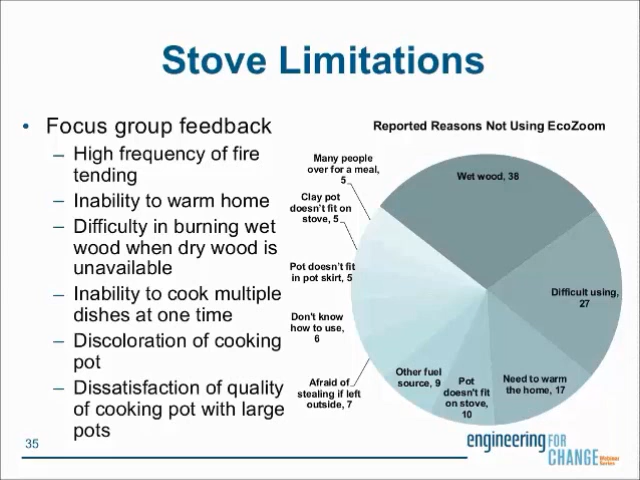 Stove Limitations
• Focus group feedback
– High frequency of fire
tending
– Inability to warm home
– Difficulty in burning wet
wood when dry wood is
unavailable
– Inability to cook multiple
dishes at one time
– Discoloration of cooking
pot
– Dissatisfaction of quality
of cooking pot with large
pots
Reported Reasons Not Using EcoZoom
Many people
over for a meal,
5
Clay pot
doesn't fit on
stove, 5
Pot doesn't fit
in pot skirt, 5
Don't know
how to use,
6
Afraid of
stealing if left
outside, 7
Other fuel
source, 9
Pot
doesn't fit
on stove,
10
Need to warm
the home, 17
Difficult using,
27
Wet wood, 38
35
engineering FOR
CHANGE Webinar
Series